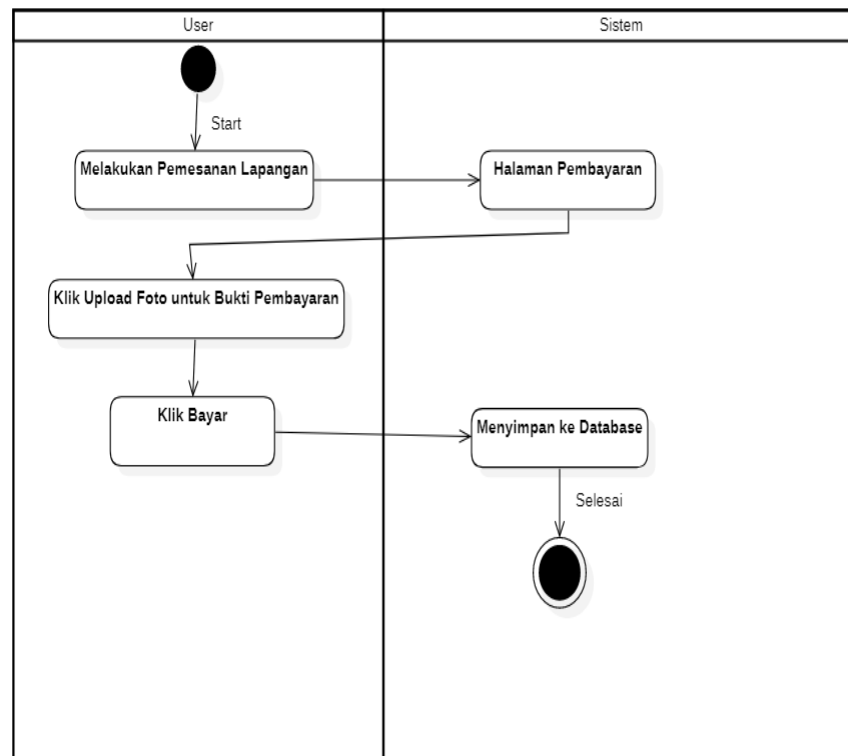 User
Sistem
Start
Melakukan Pemesanan Lapangan
Halaman Pembayaran
Klik Upload Foto untuk Bukti Pembayaran
Klik Bayar
Menyimpan ke Database
Selesai